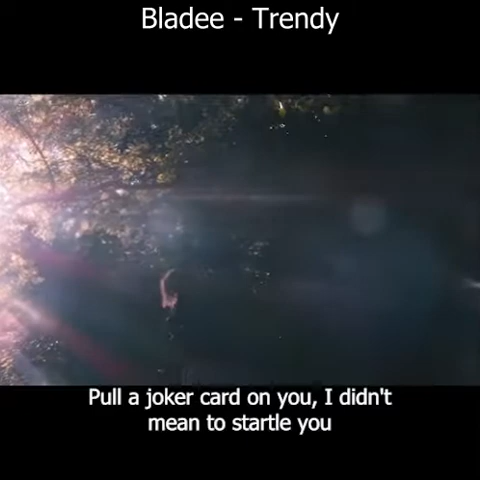 Bladee - Trendy
Pull a joker card on you, I didn't
mean to startle you